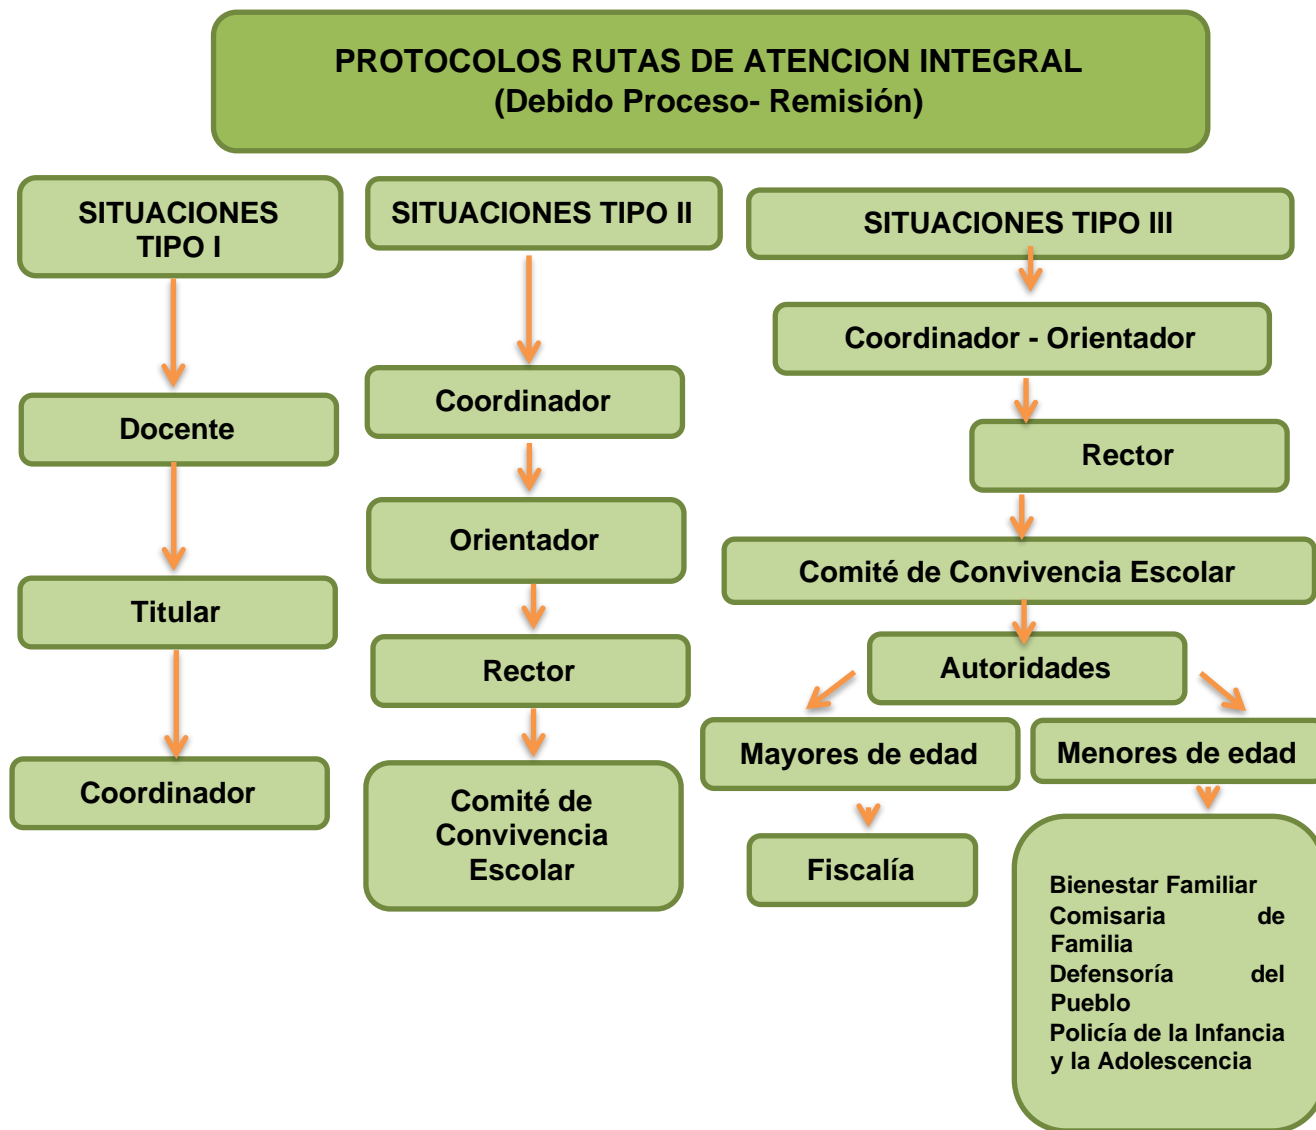 PROTOCOLOS RUTAS DE ATENCION INTEGRAL
(Debido Proceso- Remisión)
SITUACIONES
TIPO I
Docente
Titular
Coordinador
SITUACIONES TIPO II
Coordinador
Orientador
Rector
Comité de
Convivencia
Escolar
SITUACIONES TIPO III
Coordinador - Orientador
Rector
Comité de Convivencia Escolar
Autoridades
Mayores de edad
Fiscalía
Menores de edad
Bienestar Familiar
Comisaria de
Familia
Defensoría del
Pueblo
Policía de la Infancia
y la Adolescencia